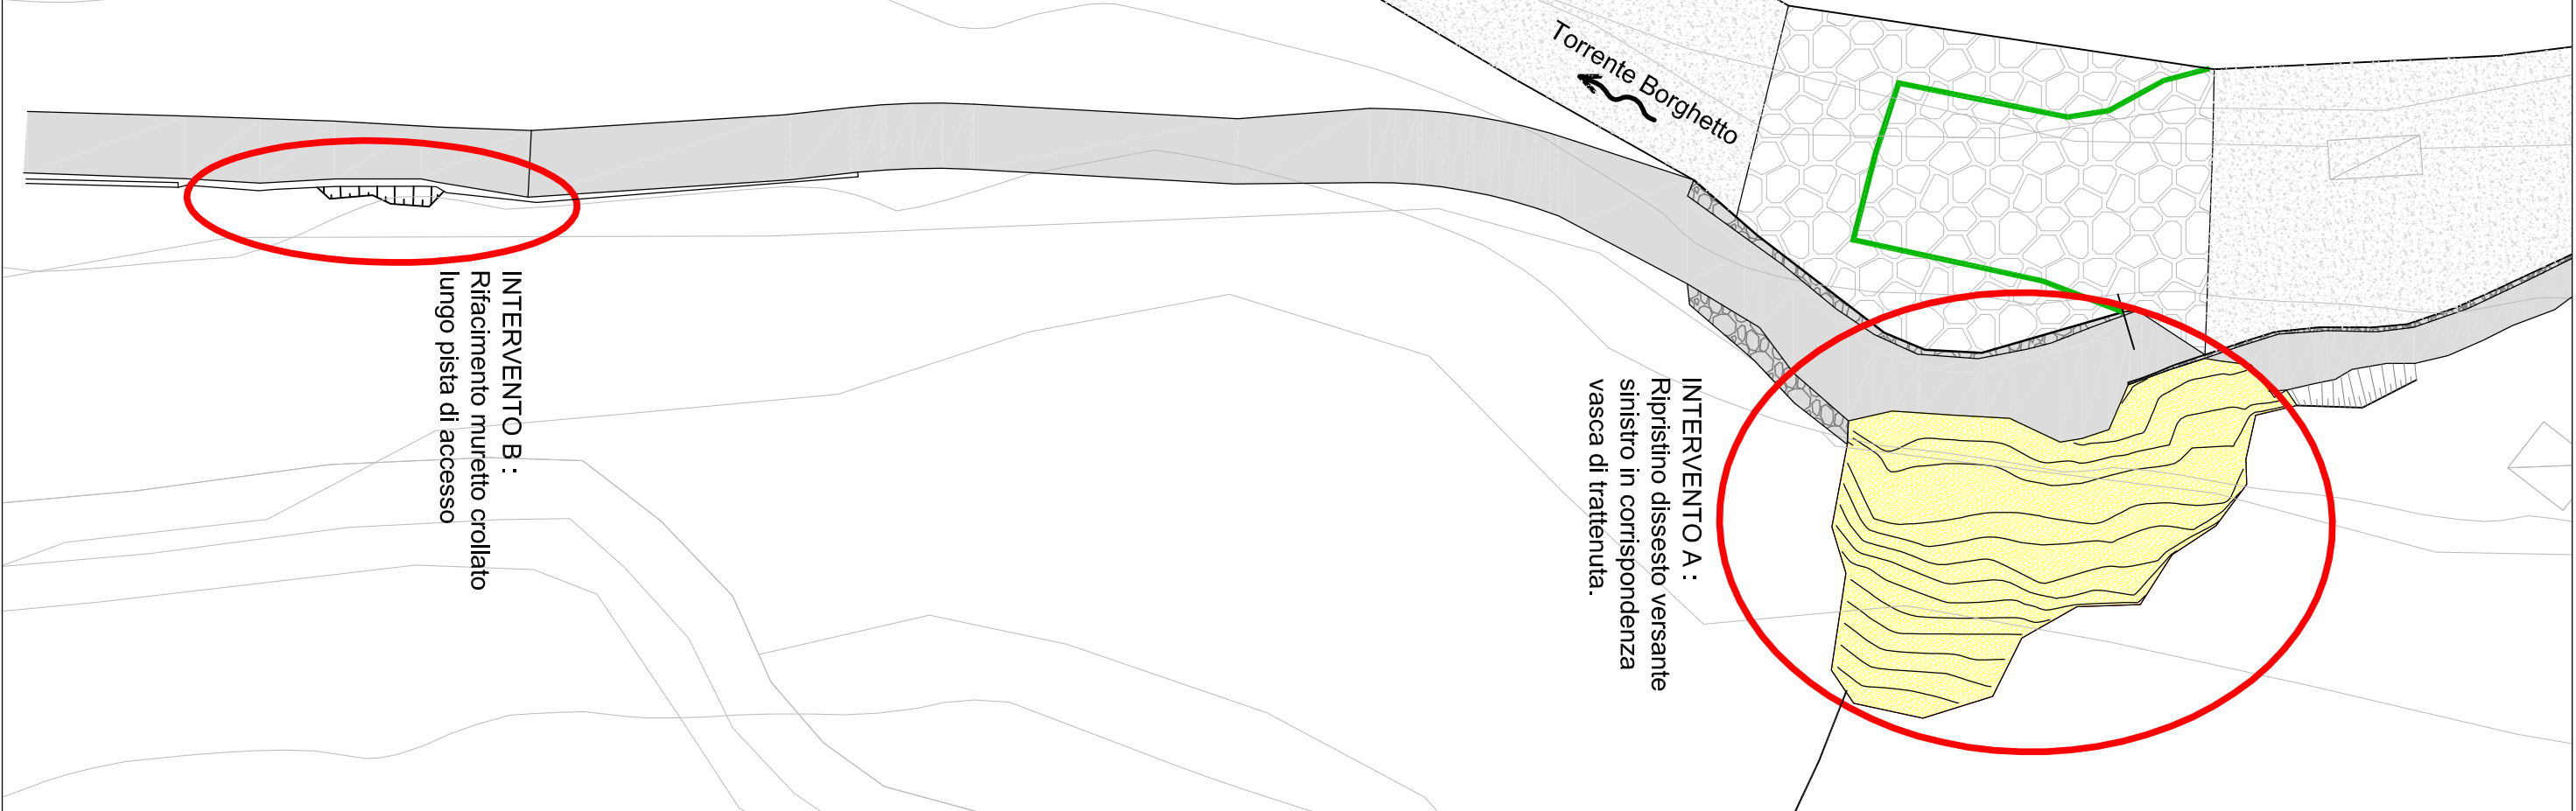 Torrente Borghetto
INTERVENTO A :
Ripristino dissesto versante
sinistro in corrispondenza
vasca di trattenuta.
INTERVENTO B :
Rifacimento muretto crollato
lungo pista di accesso